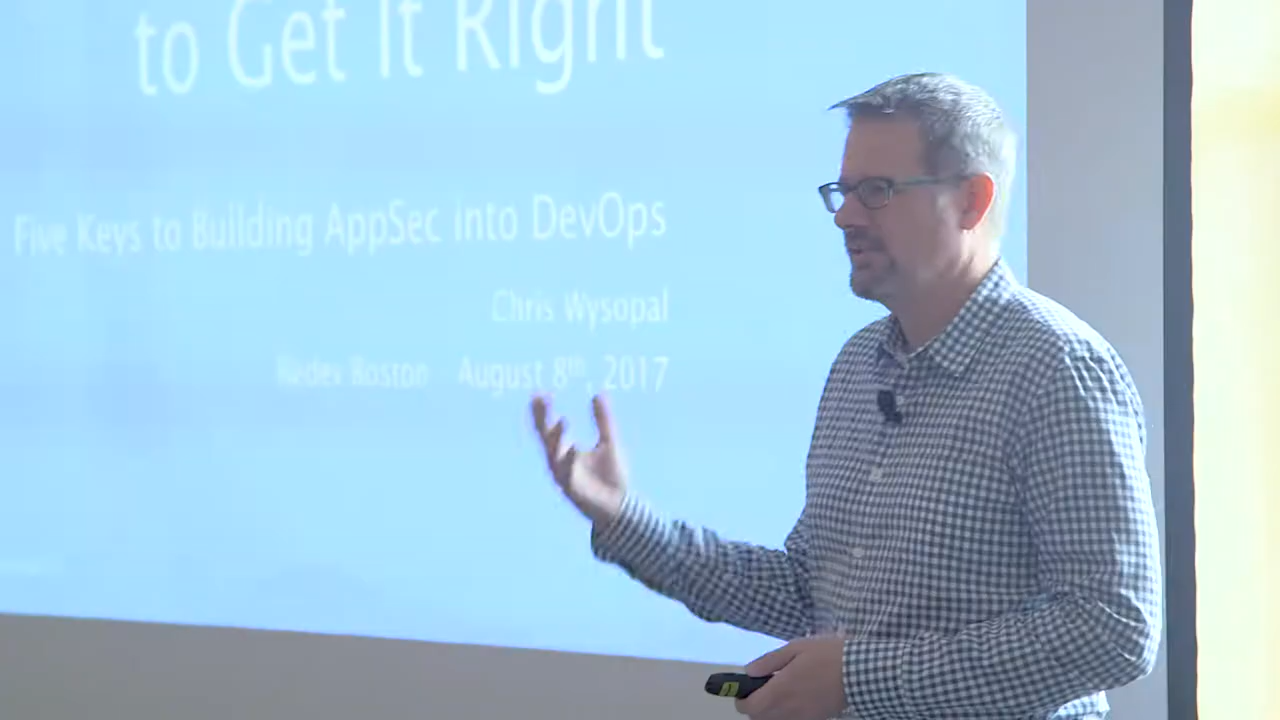 to Get It Right
Five Keys to Building AppSec into DevOps
Chris Wysopal
Boston - August 8th, 2017